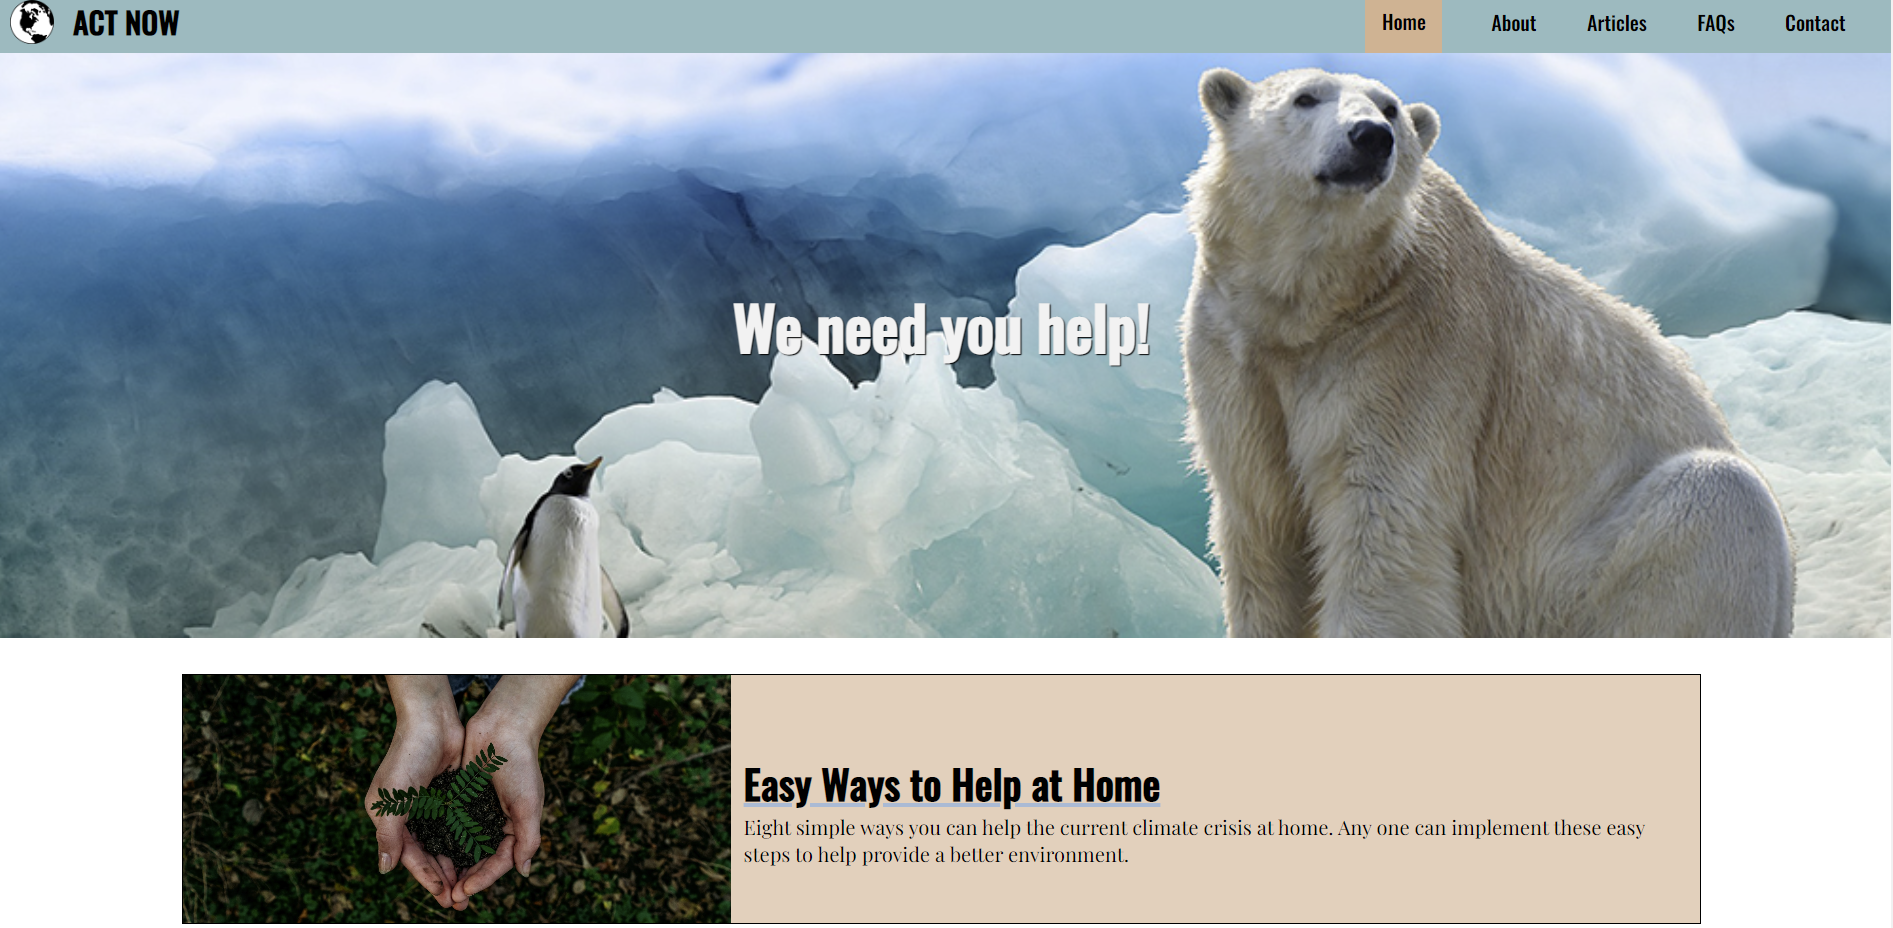 ACT NOW
Home About Articles FAQs Contact
We need you help!
Easy Ways to Help at Home
Eight simple ways you can help the current climate crisis at home. Any one can implement these easy
steps to help provide a better environment.